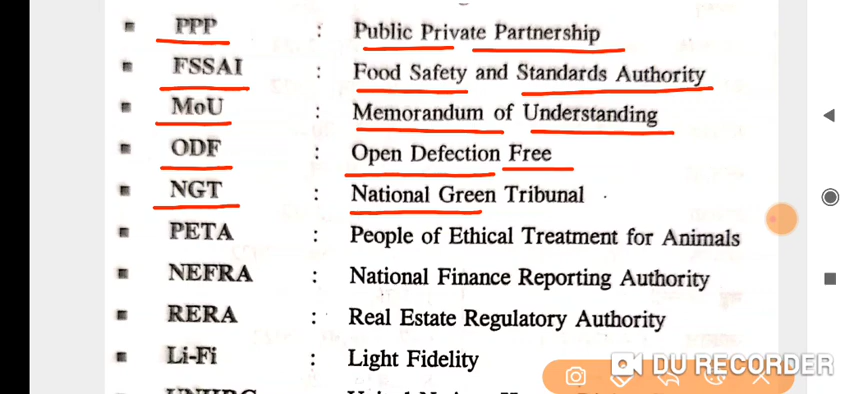 PPP : Public Private Partnership
FSSAI : Food Safety and Standards Authority
MoU : Memorandum of Understanding
ODF : Open Defection Free
NGT : National Green Tribunal
PETA : People of Ethical Treatment for Animals
NEFRA : National Finance Reporting Authority
RERA : Real Estate Regulatory Authority
Li-Fi : Light Fidelity
DU RECORDER